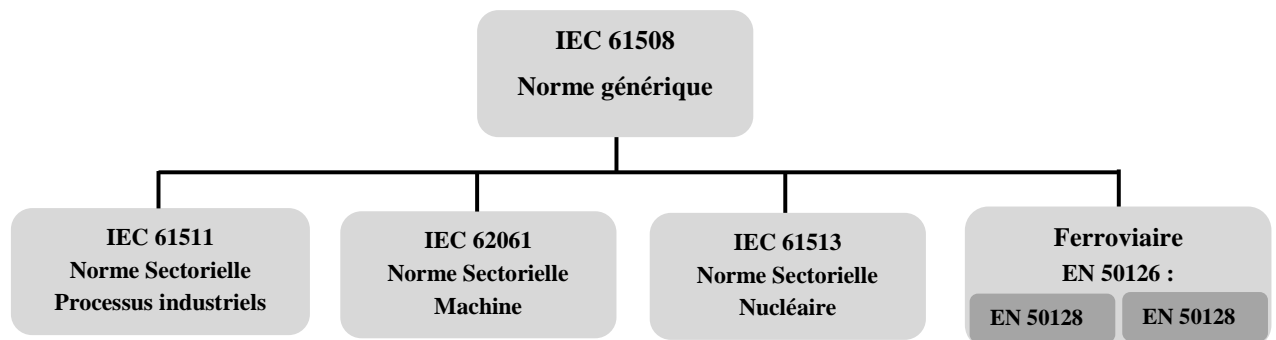 IEC 61508
Norme générique
IEC 61511
Norme Sectorielle
Processus industriels
IEC 62061
Norme Sectorielle
Machine
IEC 61513
Norme Sectorielle
Nucléaire
Ferroviaire
EN 50126 :
EN 50128
EN 50128